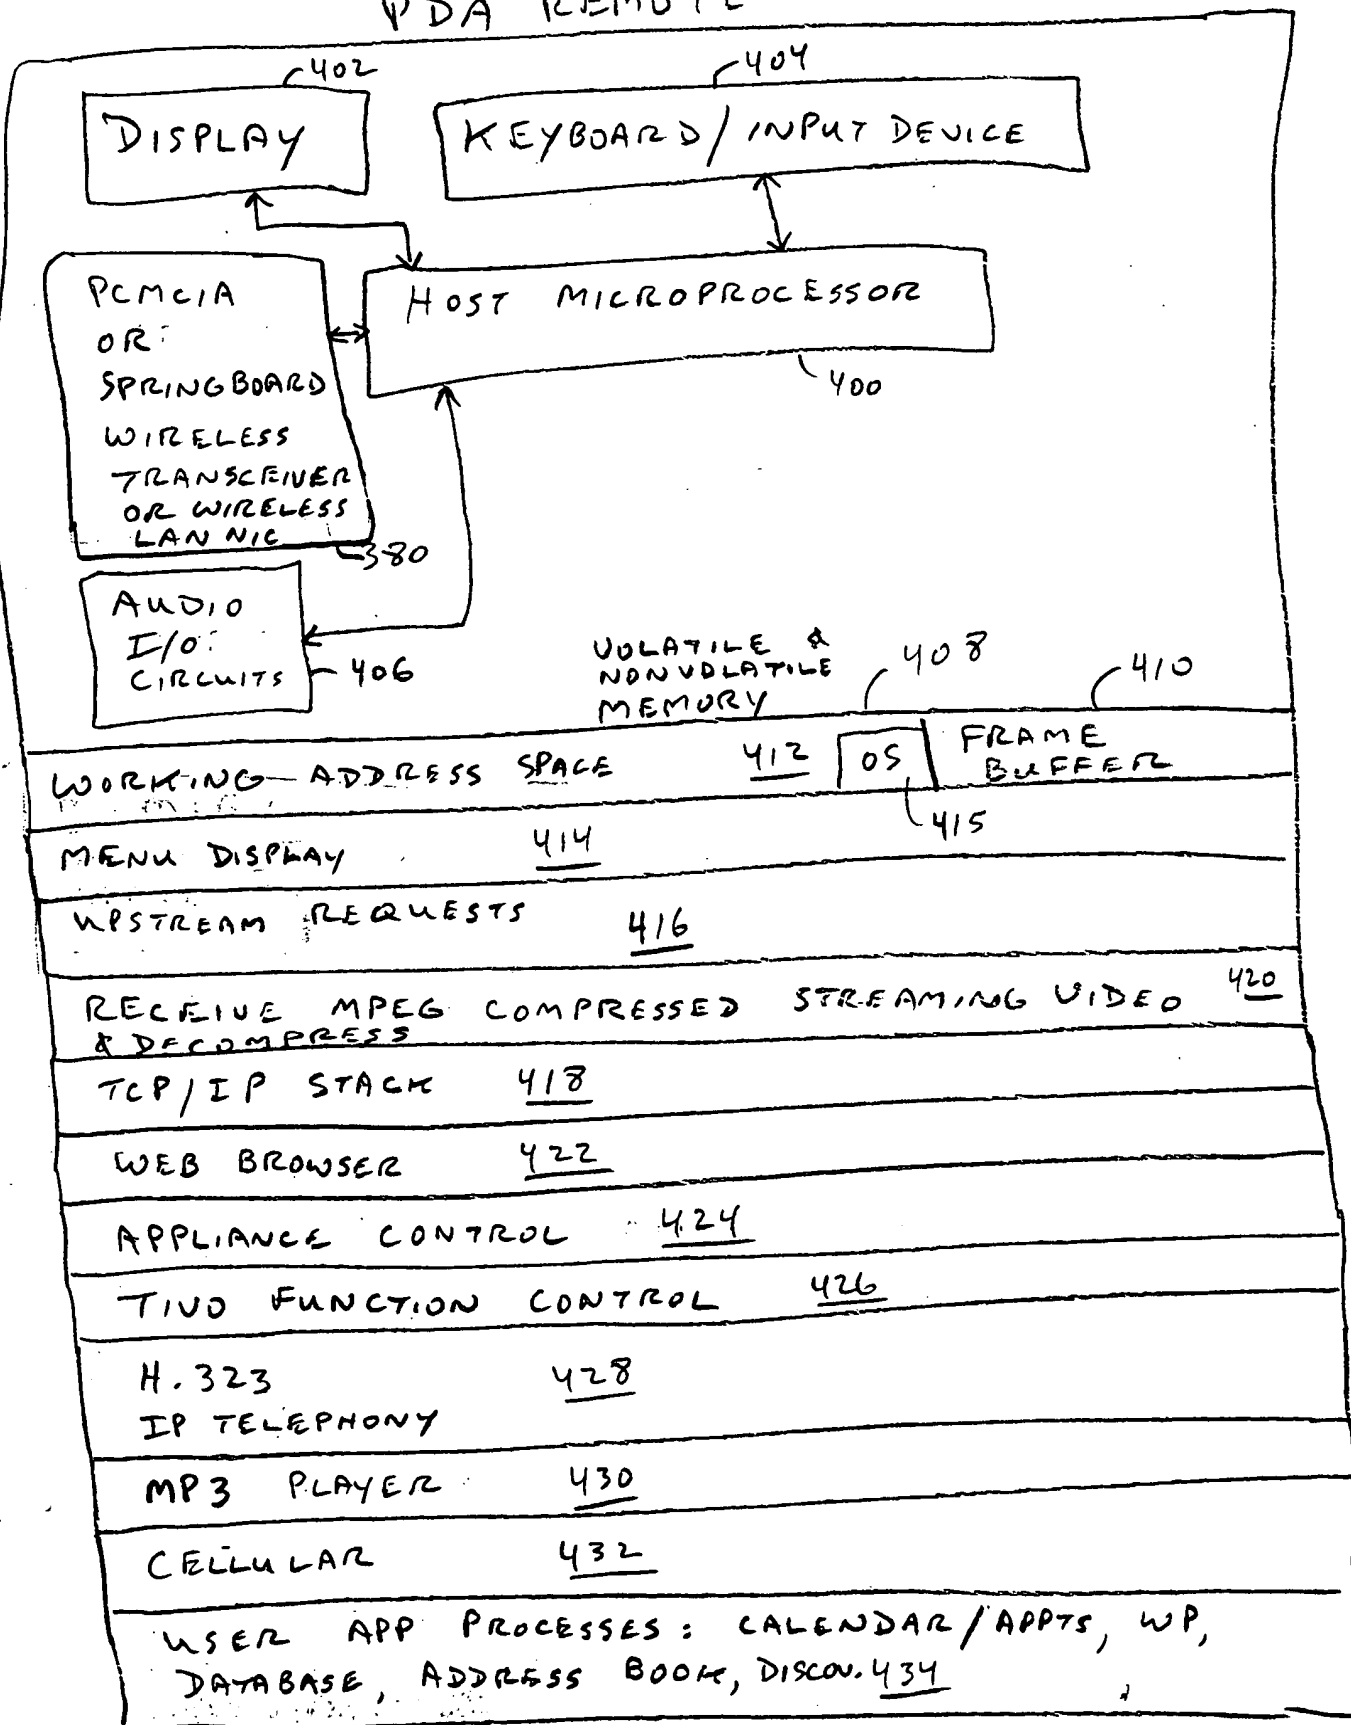 PDA REMOTE
402
404
DISPLAY
KEYBOARD/INPUT DEVICE
PCMCIA
OR
SPRINGBOARD
WIRELESS
TRANSCEIVER
OR WIRELESS
LAN NIC
380
HOST MICROPROCESSOR
400
AUDIO
I/O
CIRCUITS
406
VOLATILE &
NONVOLATILE
MEMORY
408
410
WORKING ADDRESS SPACE 412
OS
415
FRAME
BUFFER
MENU DISPLAY 414
UPSTREAM REQUESTS 416
RECEIVE MPEG COMPRESSED STREAMING VIDEO 420
& DECOMPRESS
TCP/IP STACK 418
WEB BROWSER 422
APPLIANCE CONTROL 424
TIVO FUNCTION CONTROL 426
H.323 428
IP TELEPHONY
MP3 PLAYER 430
CELLULAR 432
USER APP PROCESSES: CALENDAR/APPTS, WP,
DATABASE, ADDRESS BOOK, DISCOV. 434